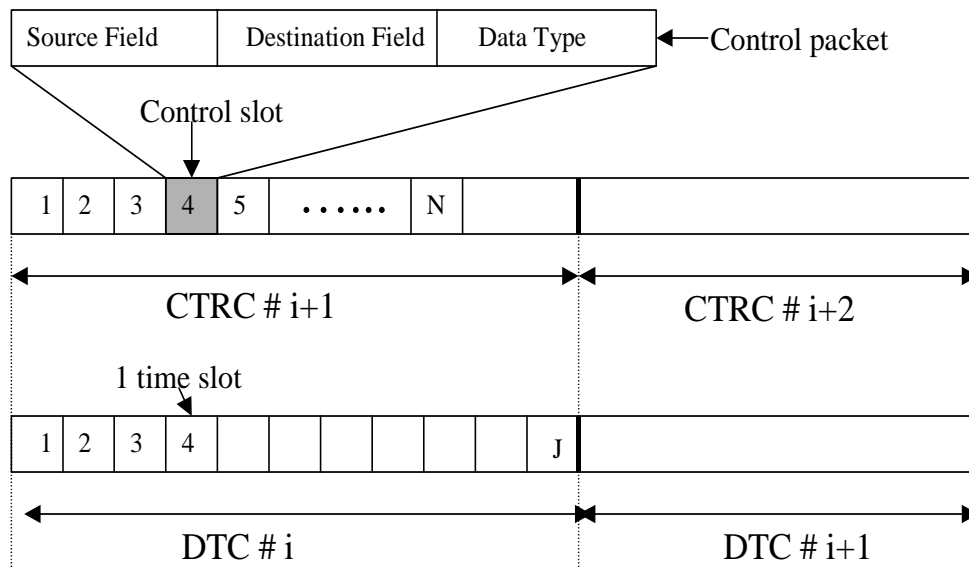 Source Field Destination Field Data Type Control packet
Control slot
1 2 3 4 5 ...... N
CTRC # i+1 CTRC # i+2
1 time slot
1 2 3 4 J
DTC # i DTC # i+1